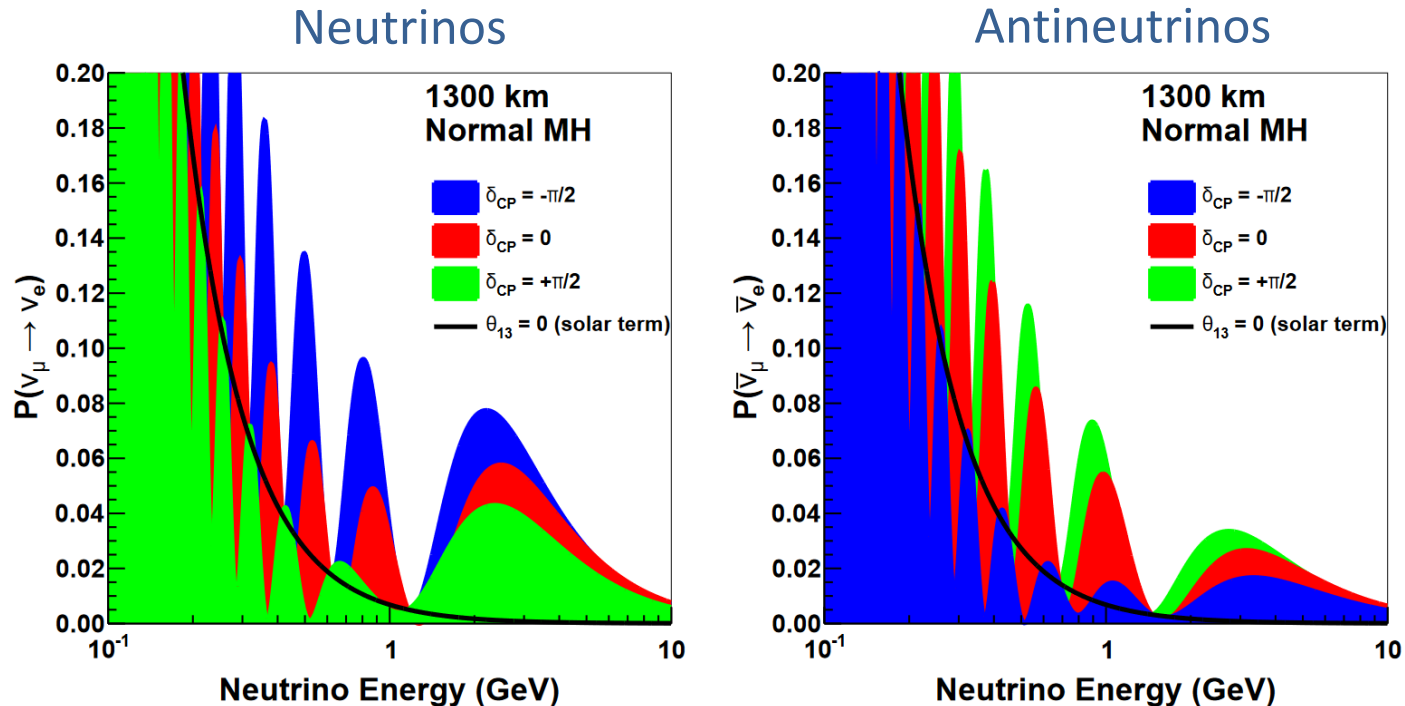 Neutrinos
0.20
0.18
0.16
0.14
0.12
0.10
0.08
0.06
0.04
0.02
0.00
P(νμ → νe)
1300 km
Normal MH
δCP = -π/2
δCP = 0
δCP = +π/2
θ13 = 0 (solar term)
10-1
1
10
Neutrino Energy (GeV)
Antineutrinos
0.20
0.18
0.16
0.14
0.12
0.10
0.08
0.06
0.04
0.02
0.00
P(ν̅μ → ν̅e)
1300 km
Normal MH
δCP = -π/2
δCP = 0
δCP = +π/2
θ13 = 0 (solar term)
10-1
1
10
Neutrino Energy (GeV)